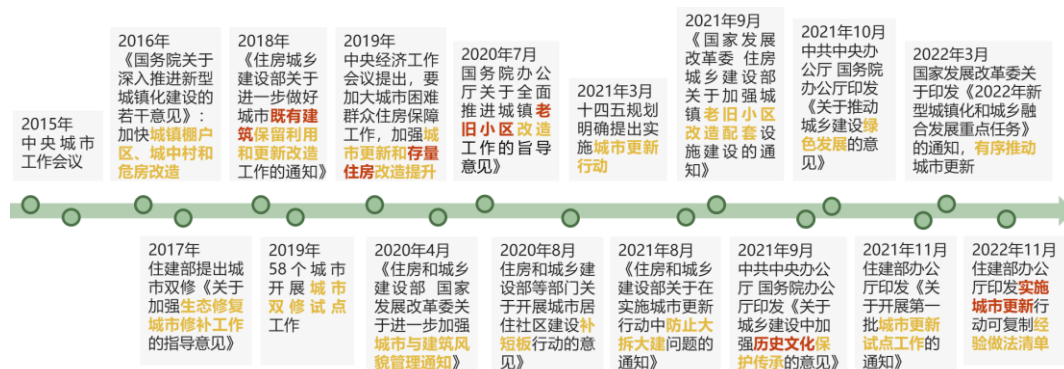 2015年
中央城市
工作会议
2016年
《国务院关于
深入推进新型
城镇化建设的
若干意见》：
加快城镇棚户
区、城中村和
危房改造
2018年
《住房城乡
建设部关于
进一步做好
城市既有建
筑保留利用
和更新改造
工作的通知》
2019年
中央经济工作
会议提出，要
加大城市困难
群众住房保障
工作，加强城
市更新和存量
住房改造提升
2020年7月
国务院办公
厅关于全面
推进城镇老
旧小区改造
工作的旨导
意见》
2021年3月
十四五规划
明确提出实
施城市更新
行动
2021年9月
《国家发展
改革委 住房
城乡建设部
关于加强城
镇老旧小区
改造配套设
施建设的通
知》
2021年10月
中共中央办
公厅 国务院
办公厅印发
《关于推动
城乡建设绿
色发展的意
见》
2022年3月
国家发展改革委关
于印发《2022年新
型城镇化和城乡融
合发展重点任务》
的通知，有序推动
城市更新
2017年
住建部提出城
市双修《关于
加强生态修复
城市修补工作
的指导意见》
2019年
58个城市
开展城市
双修试点
工作
2020年4月
《住房和城乡
建设部 国家
发展改革委关
于进一步加强
城市与建筑风
貌管理通知》
2020年8月
住房和城乡建
设部等部门关
于开展城市居
住社区建设补
短板行动的意
见》
2021年8月
《住房和城乡
建设部关于在
实施城市更新
行动中防止大
拆大建问题的
通知》
2021年9月
中共中央办公
厅 国务院办公
厅印发《关于
城乡建设中加
强历史文化保
护传承的意见》
2021年11月
住建部办公
厅印发《关
于开展第一
批城市更新
试点工作的
通知》
2022年11月
住建部办公
厅印发实施
城市更新行
动可复制经
验做法清单